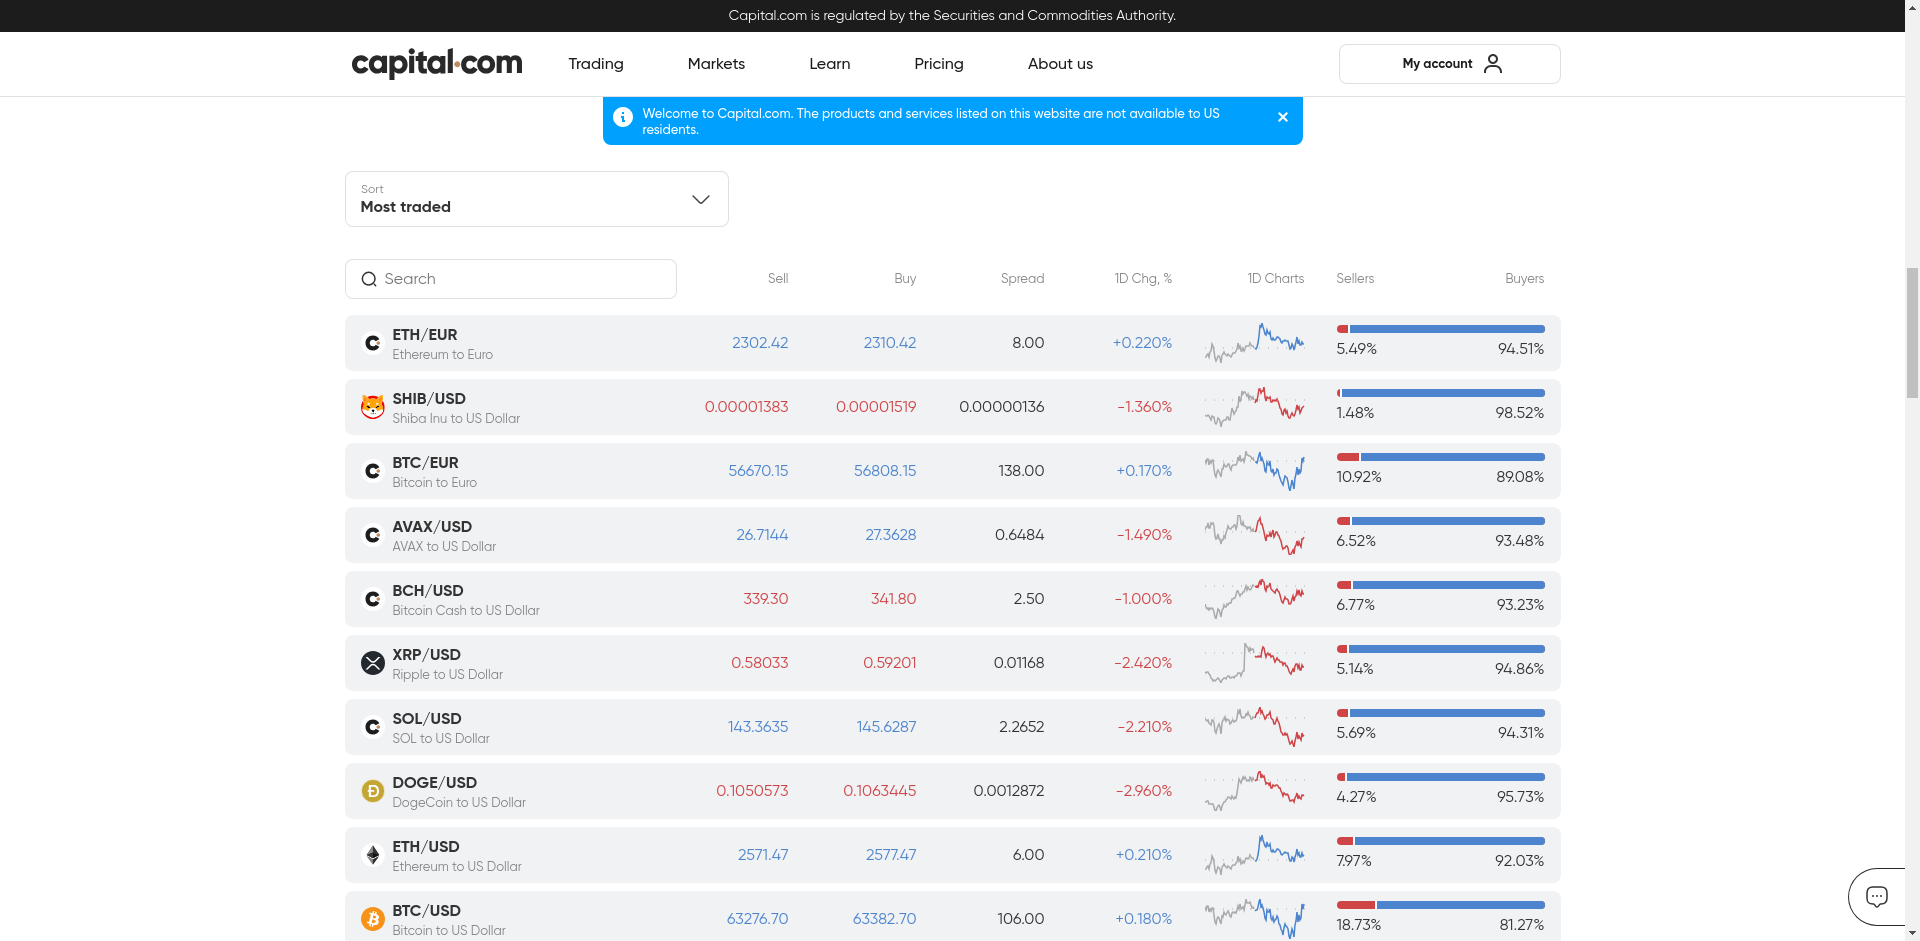 Capital.com is regulated by the Securities and Commodities Authority.
capital.com
Trading
Markets
Learn
Pricing
About us
My account
Welcome to Capital.com. The products and services listed on this website are not available to US
residents.
Sort
Most traded
Search
Sell
Buy
Spread
1D Chg, %
1D Charts
Sellers
Buyers
ETH/EUR
Ethereum to Euro
2302.42
2310.42
8.00
+0.220%
5.49%
94.51%
SHIB/USD
Shiba Inu to US Dollar
0.00001383
0.00001519
0.00000136
-1.360%
1.48%
98.52%
BTC/EUR
Bitcoin to Euro
56670.15
56808.15
138.00
+0.170%
10.92%
89.08%
AVAX/USD
AVAX to US Dollar
26.7144
27.3628
0.6484
-1.490%
6.52%
93.48%
BCH/USD
Bitcoin Cash to US Dollar
339.30
341.80
2.50
-1.000%
6.77%
93.23%
XRP/USD
Ripple to US Dollar
0.58033
0.59201
0.01168
-2.420%
5.14%
94.86%
SOL/USD
SOL to US Dollar
143.3635
145.6287
2.2652
-2.210%
5.69%
94.31%
DOGE/USD
DogeCoin to US Dollar
0.1050573
0.1063445
0.0012872
-2.960%
4.27%
95.73%
ETH/USD
Ethereum to US Dollar
2571.47
2577.47
6.00
+0.210%
7.97%
92.03%
BTC/USD
Bitcoin to US Dollar
63276.70
63382.70
106.00
+0.180%
18.73%
81.27%